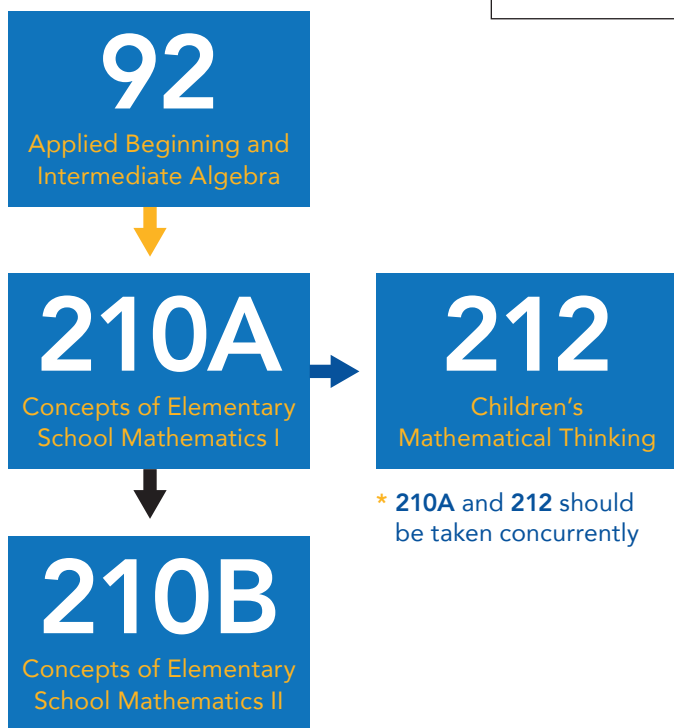 92
Applied Beginning and
Intermediate Algebra
210A
Concepts of Elementary
School Mathematics I
212
Children's
Mathematical Thinking
* 210A and 212 should
be taken concurrently
210B
Concepts of Elementary
School Mathematics II